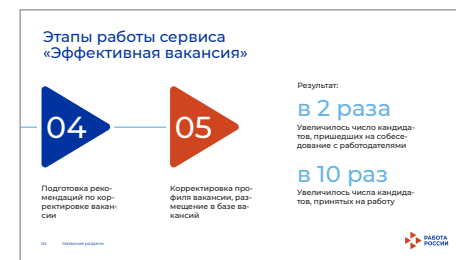 Этапы работы сервиса
«Эффективная вакансия»
04
Подготовка реко-
мендаций по кор-
ректировке вакан-
сии
05
Корректировка про-
филя вакансии, раз-
мещение в базе ва-
кансий
Результат:
в 2 раза
Увеличилось число кандида-
тов, пришедших на собесе-
дование с работодателями
в 10 раз
Увеличилось числа кандида-
тов, принятых на работу
04 Название раздела
РАБОТА
РОССИИ